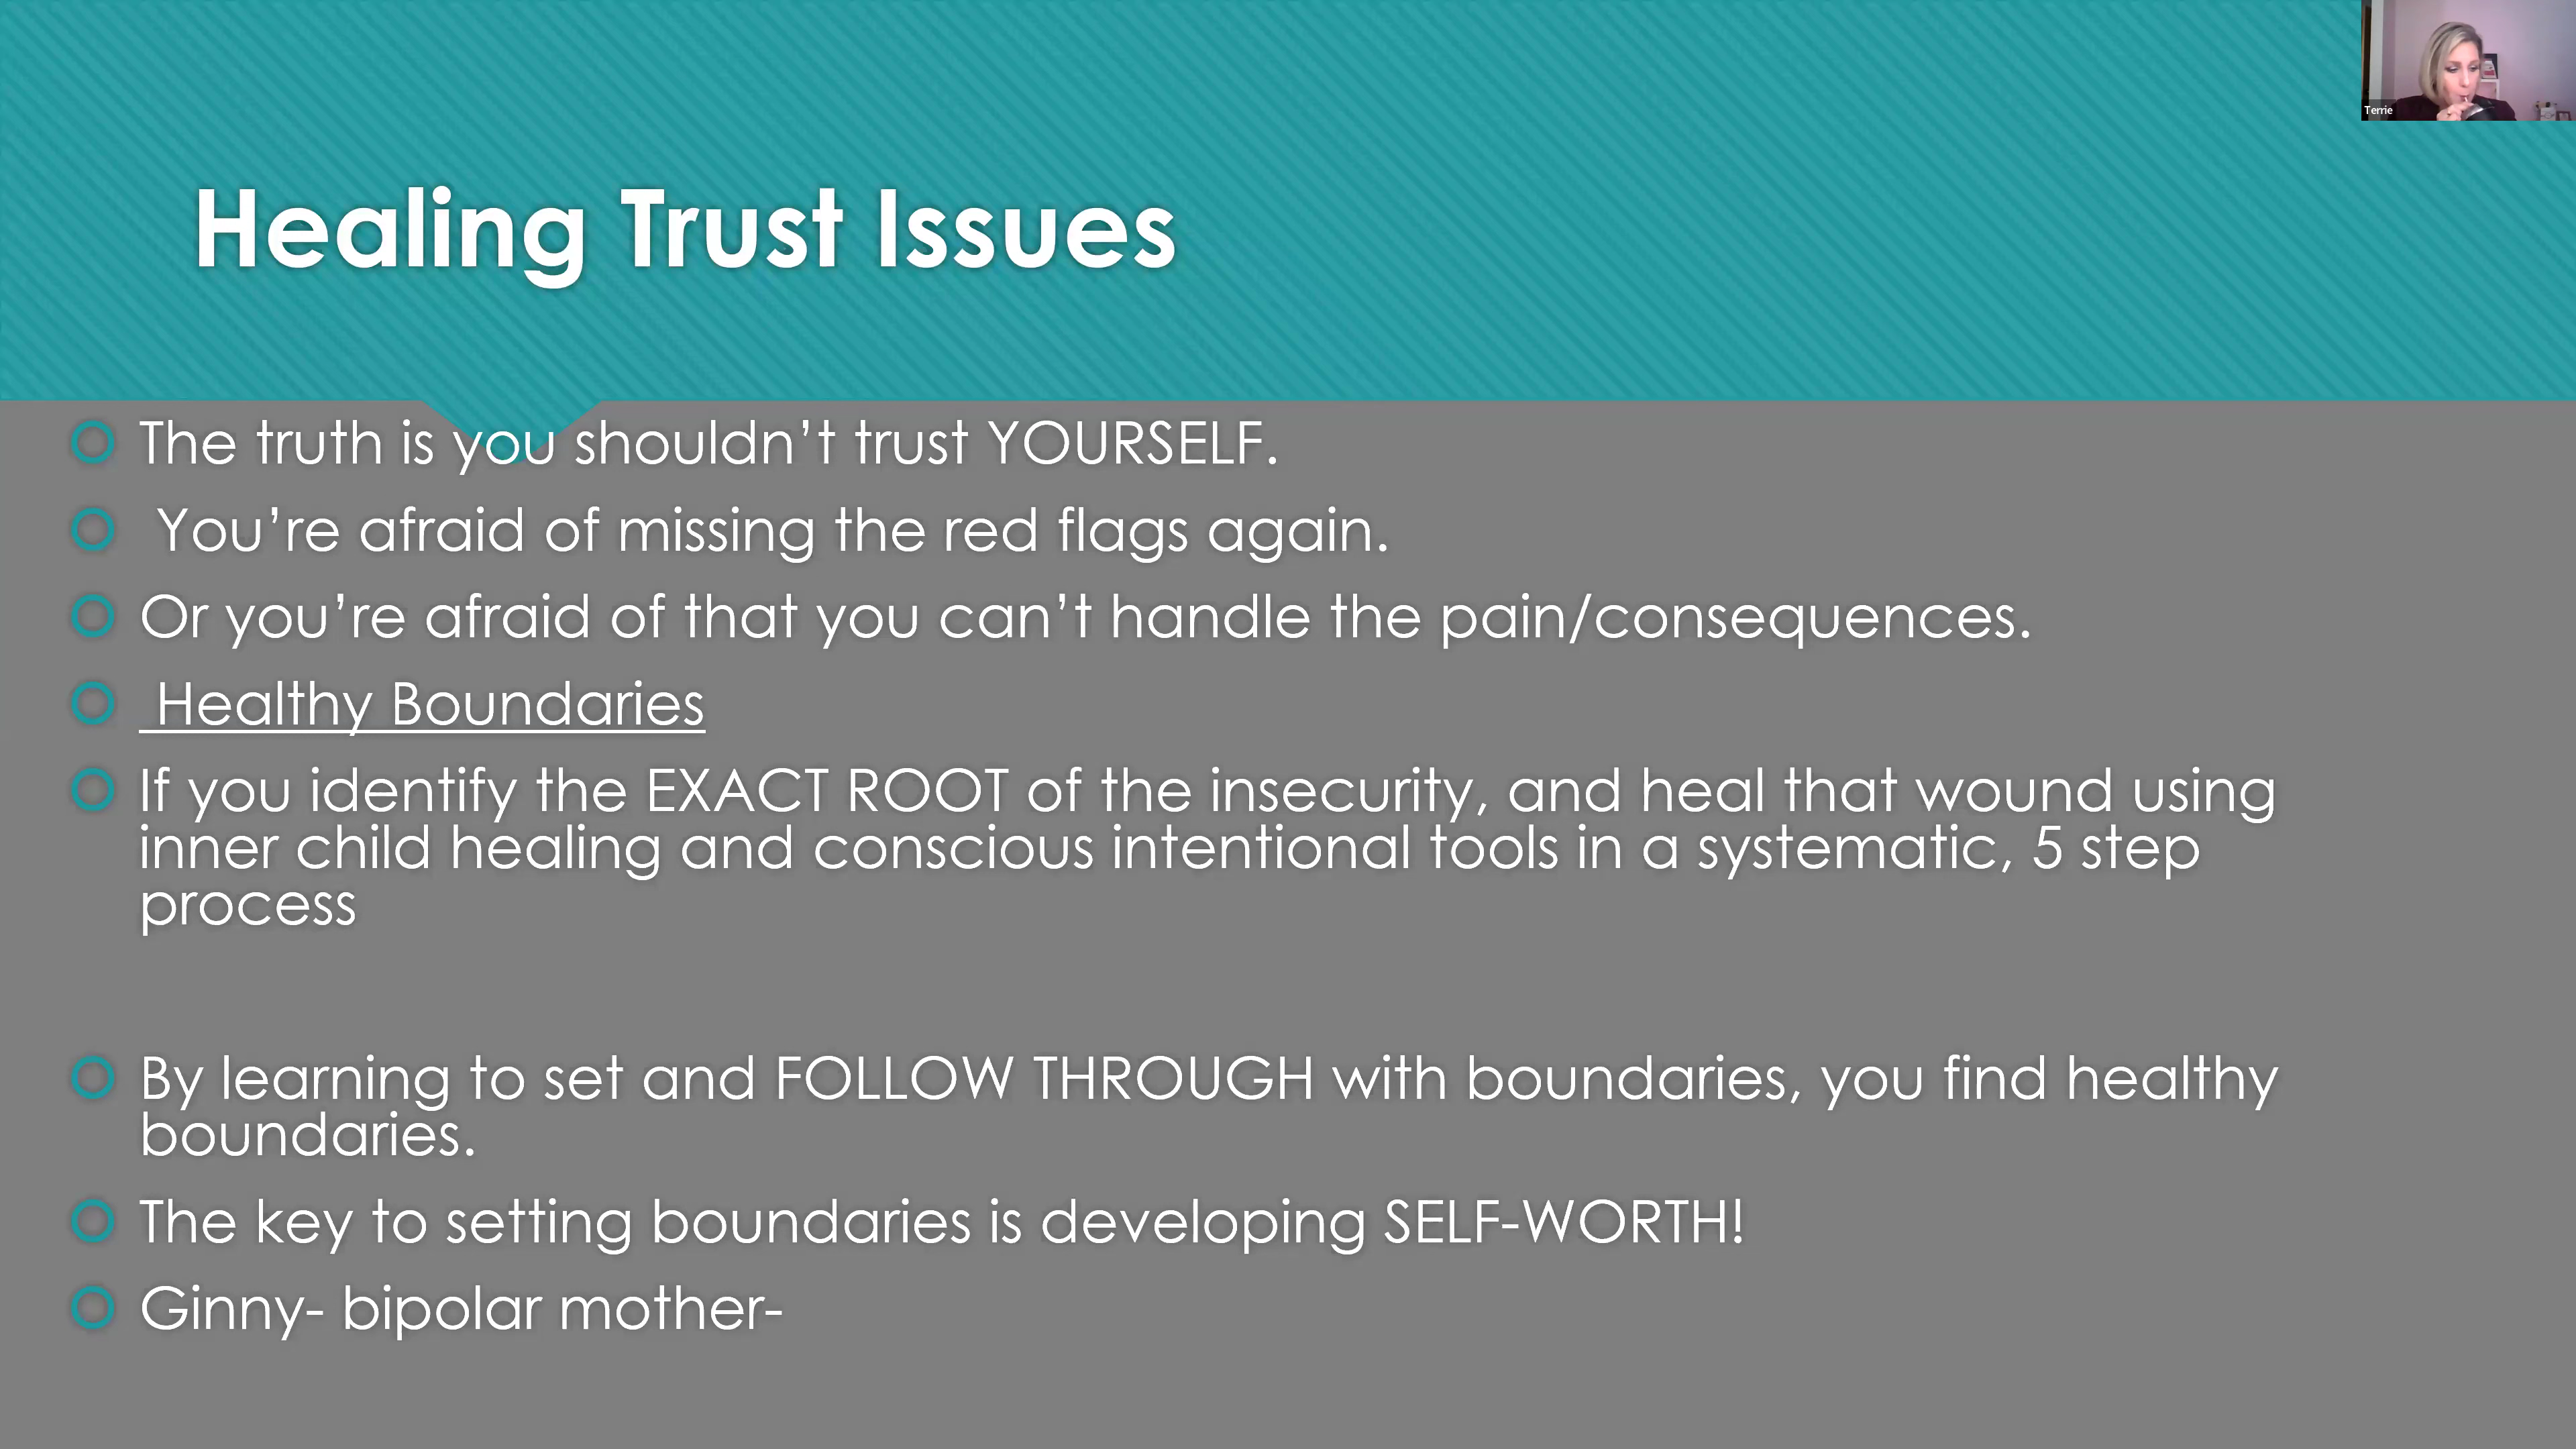 Terrie
Healing Trust Issues
The truth is you shouldn’t trust YOURSELF.
You’re afraid of missing the red flags again.
Or you’re afraid of that you can’t handle the pain/consequences.
Healthy Boundaries
If you identify the EXACT ROOT of the insecurity, and heal that wound using
inner child healing and conscious intentional tools in a systematic, 5 step
process
By learning to set and FOLLOW THROUGH with boundaries, you find healthy
boundaries.
The key to setting boundaries is developing SELF-WORTH!
Ginny- bipolar mother-